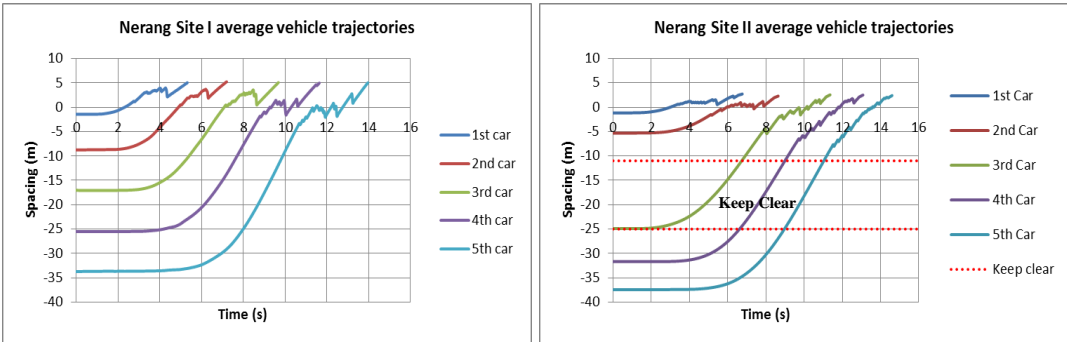 Nerang Site I average vehicle trajectories
10
5
0
-5
-10
-15
-20
-25
-30
-35
-40
0 2 4 6 8 10 12 14 16
Spacing (m)
Time (s)
1st car
2nd car
3rd car
4th car
5th car
Nerang Site II average vehicle trajectories
10
5
0
-5
-10
-15
-20
-25
-30
-35
-40
0 2 4 6 8 10 12 14 16
Spacing (m)
Keep Clear
Time (s)
1st Car
2nd Car
3rd Car
4th Car
5th Car
Keep clear